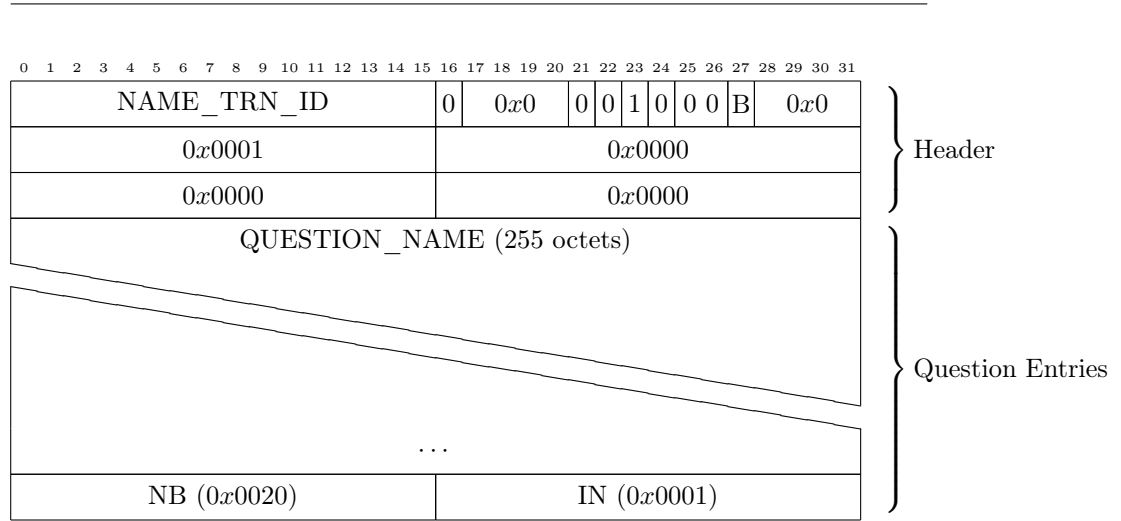 0 1 2 3 4 5 6 7 8 9 10 11 12 13 14 15 16 17 18 19 20 21 22 23 24 25 26 27 28 29 30 31
NAME_TRN_ID 0 0x0 0 0 1 0 0 0 B 0x0
0x0001 0x0000
Header
0x0000 0x0000
QUESTION_NAME (255 octets)
Question Entries
...
NB (0x0020) IN (0x0001)